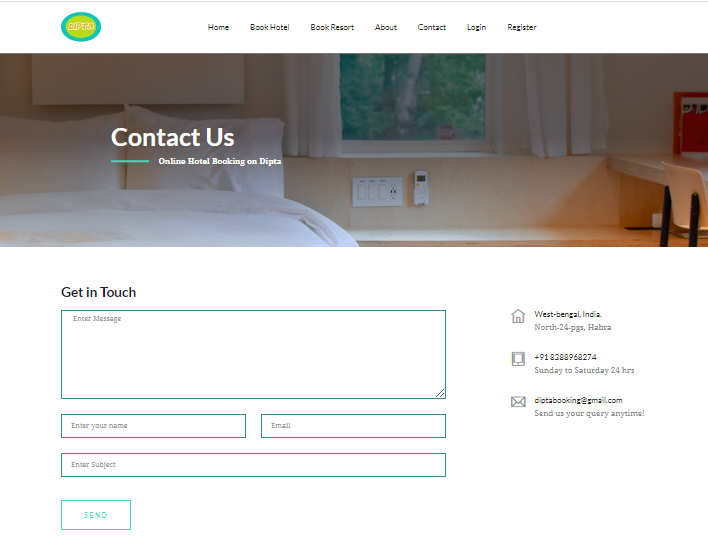 DIPTA
Home Book Hotel Book Resort About Contact Login Register
Contact Us
Online Hotel Booking on Dipta
Get in Touch
Enter Message
Enter your name Email
Enter Subject
SEND
West-bengal, India.
North-24-pgs, Habra
+91 8388968274
Sunday to Saturday 24 hrs
diptabooking@gmail.com
Send us your query anytime!